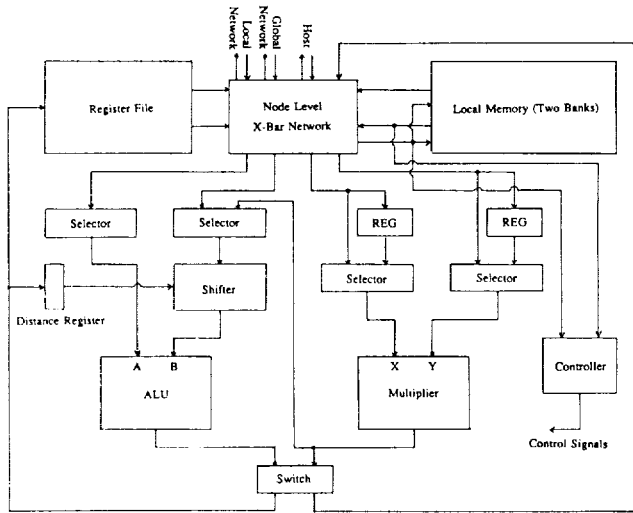 Local
Network
Global
Network
Host
Register File
Node Level
X-Bar Network
Local Memory (Two Banks)
Selector
Selector
REG
REG
Shifter
Selector
Selector
Distance Register
A B
ALU
X Y
Multiplier
Controller
Control Signals
Switch